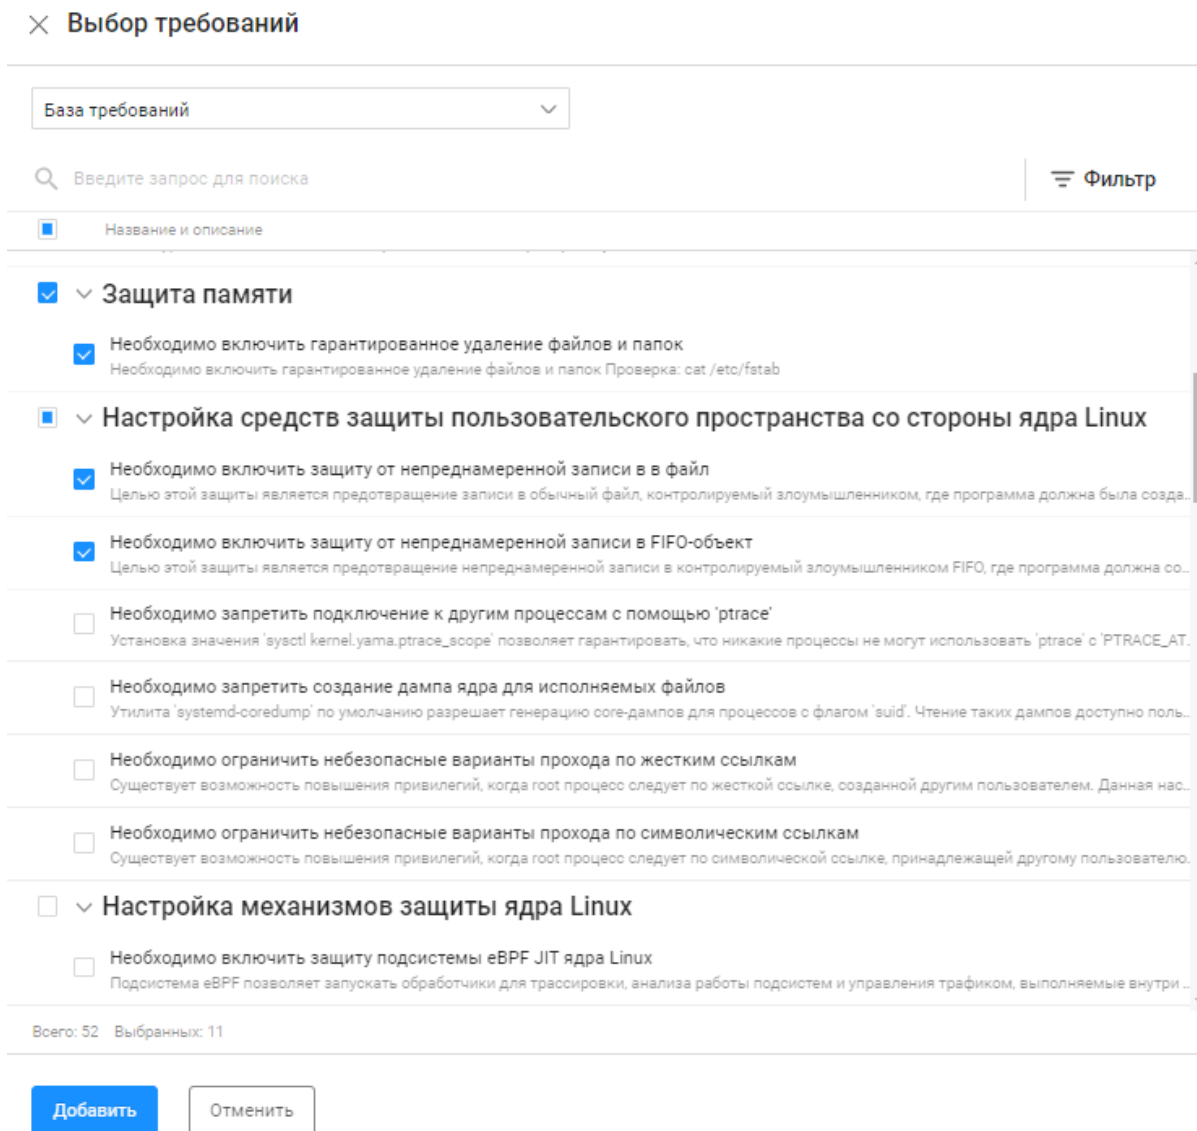 Выбор требований
База требований
Введите запрос для поиска
Фильтр
Название и описание
Защита памяти
Необходимо включить гарантированное удаление файлов и папок
Необходимо включить гарантированное удаление файлов и папок Проверка: cat /etc/fstab
Настройка средств защиты пользовательского пространства со стороны ядра Linux
Необходимо включить защиту от непреднамеренной записи в в файл
Целью этой защиты является предотвращение записи в обычный файл, контролируемый злоумышленником, где программа должна была созда...
Необходимо включить защиту от непреднамеренной записи в FIFO-объект
Целью этой защиты является предотвращение непреднамеренной записи в контролируемый злоумышленником FIFO, где программа должна со...
Необходимо запретить подключение к другим процессам с помощью 'ptrace'
Установка значения 'sysctl kernel.yama.ptrace_scope' позволяет гарантировать, что никакие процессы не могут использовать 'ptrace' с 'PTRACE_AT...
Необходимо запретить создание дампа ядра для исполняемых файлов
Утилита 'systemd-coredump' по умолчанию разрешает генерацию core-дампов для процессов с флагом 'suid'. Чтение таких дампов доступно поль...
Необходимо ограничить небезопасные варианты прохода по жестким ссылкам
Существует возможность повышения привилегий, когда root процесс следует по жесткой ссылке, созданной другим пользователем. Данная нас...
Необходимо ограничить небезопасные варианты прохода по символическим ссылкам
Существует возможность повышения привилегий, когда root процесс следует по символической ссылке, принадлежащей другому пользователю...
Настройка механизмов защиты ядра Linux
Необходимо включить защиту подсистемы eBPF JIT ядра Linux
Подсистема eBPF позволяет запускать обработчики для трассировки, анализа работы подсистем и управления трафиком, выполняемые внутри ...
Всего: 52 Выбранных: 11
Добавить Отменить